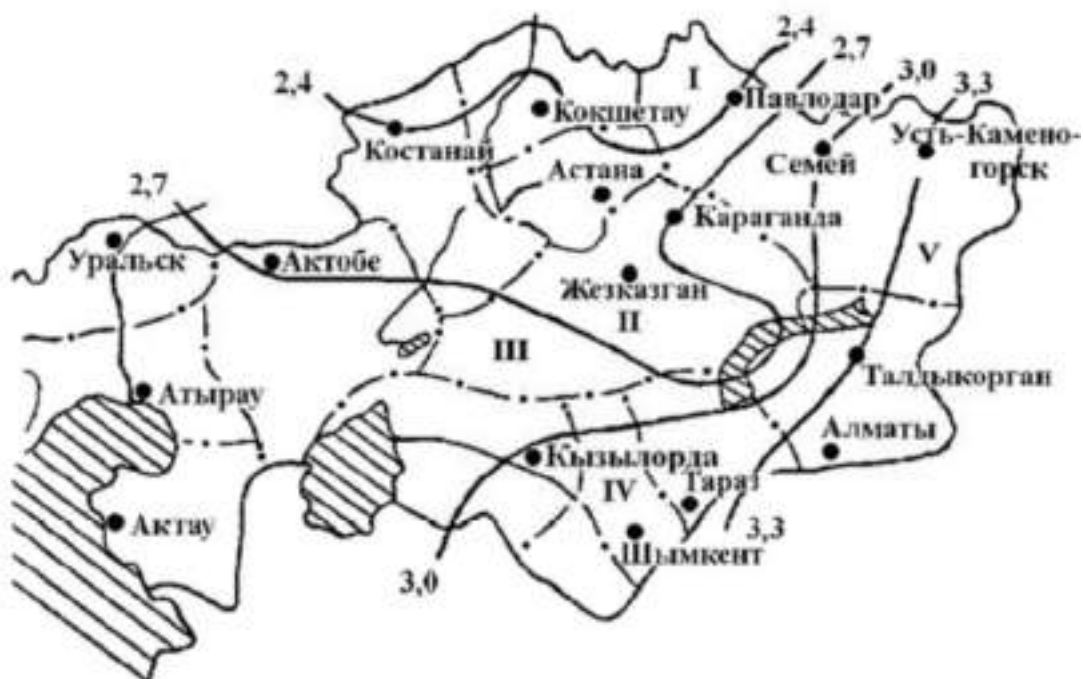 2,4
2,7
I
3,0
3,3
2,4
Кокшетау
Павлодар
Костанай
Семей
Усть-Камено-
горск
Астана
2,7
Караганда
Уральск
Актобе
V
Жезказган
II
III
Талдыкорган
Атырау
Алматы
Кызылорда
Тараз
IV
Актау
Шымкент
3,3
3,0